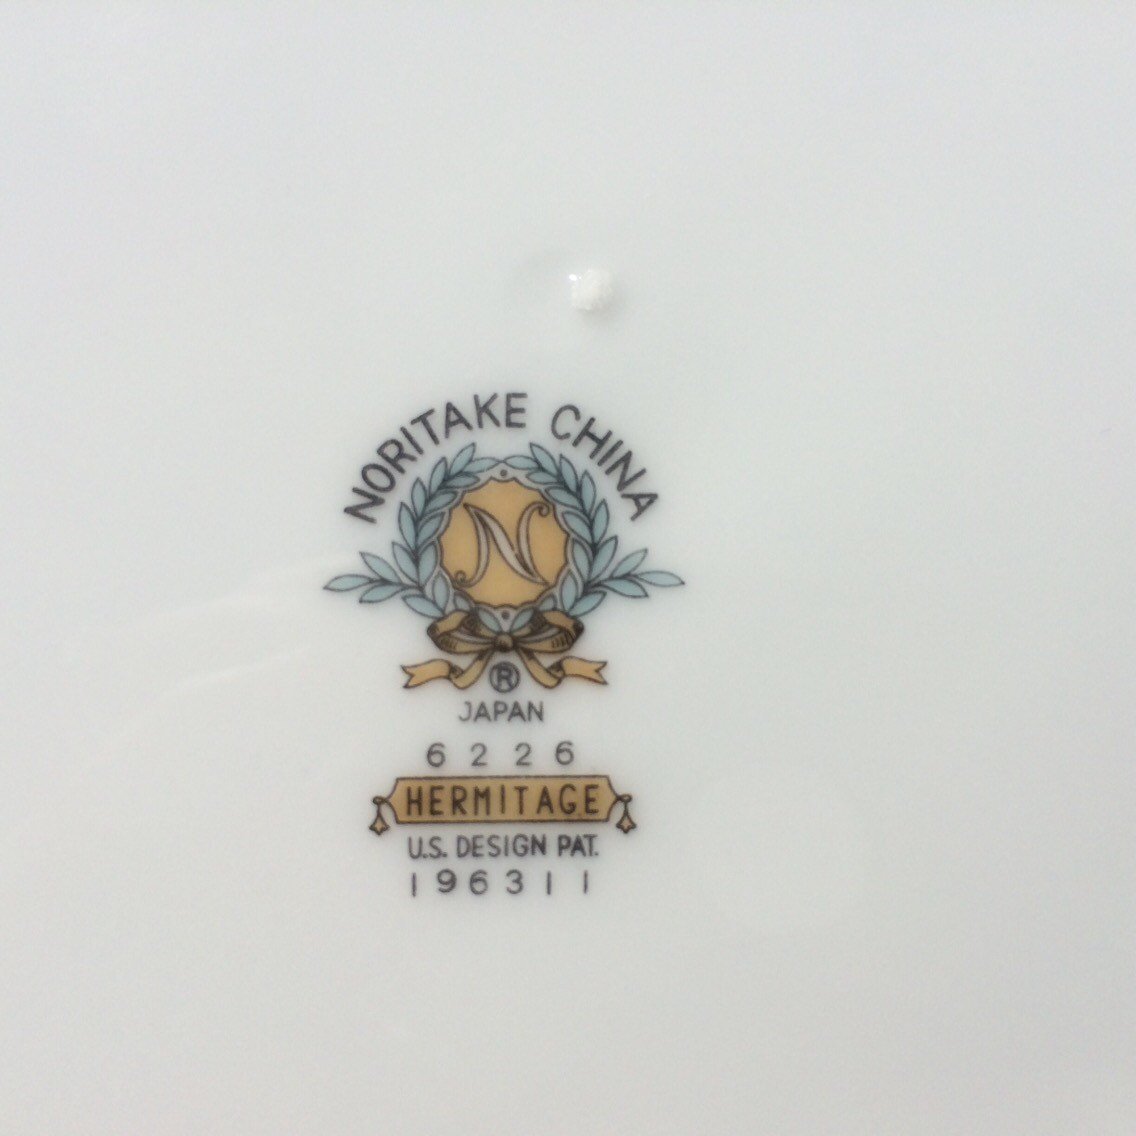 NORITAKE CHINA
N
®
JAPAN
6226
HERMITAGE
U.S. DESIGN PAT.
196311